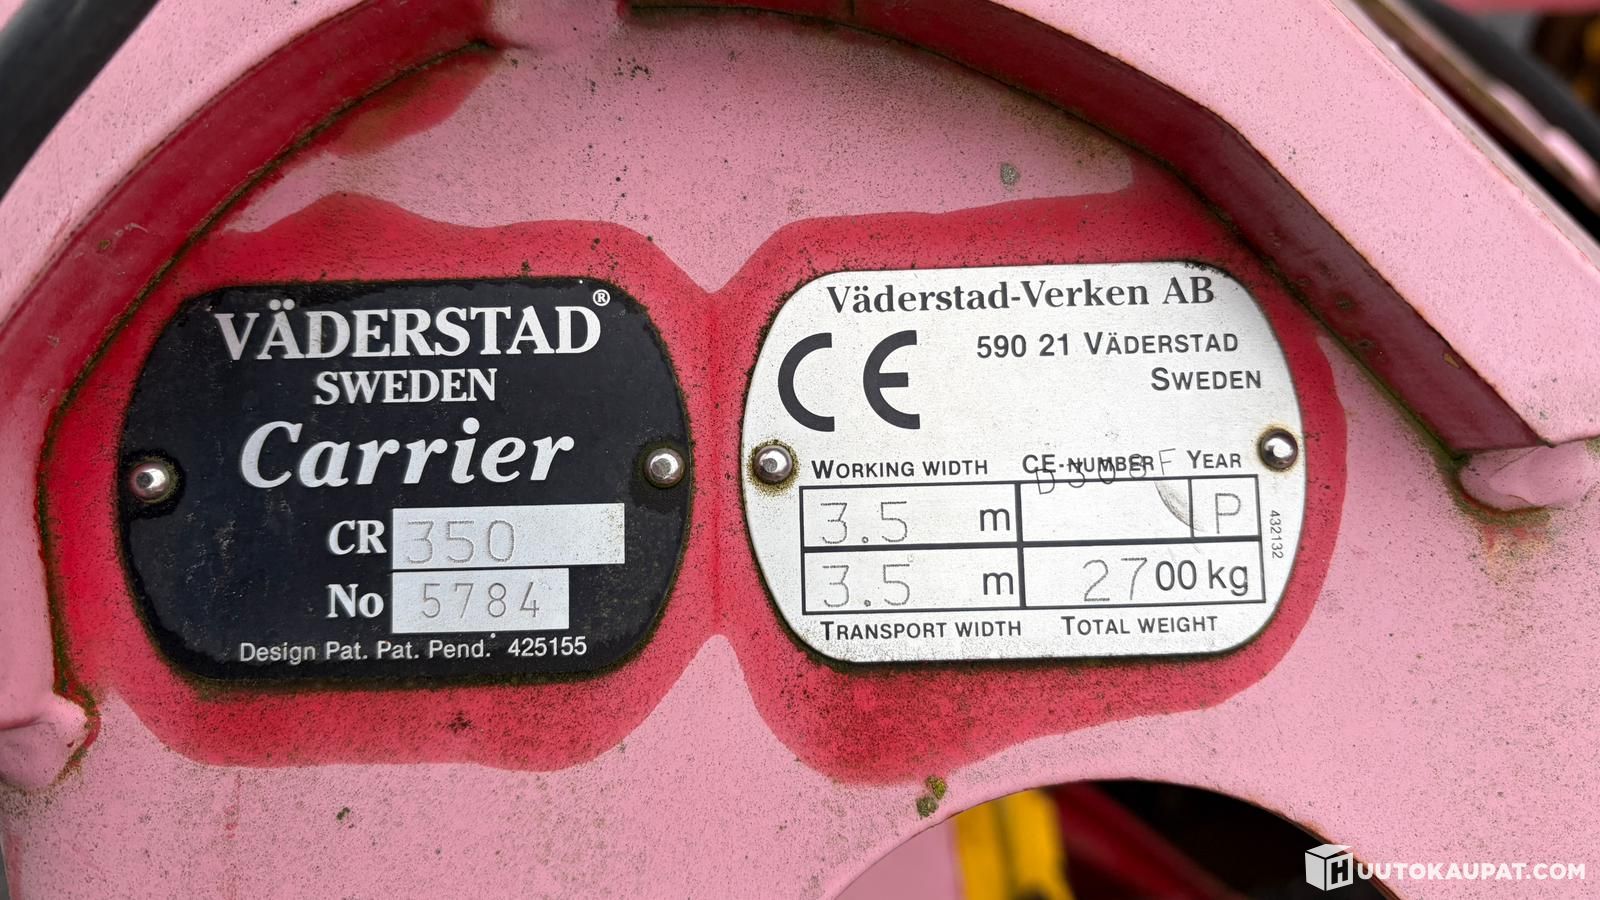 VÄDERSTAD®
SWEDEN
Carrier
CR 350
No 5784
Design Pat. Pat. Pend. 425155
Väderstad-Verken AB
CE 590 21 VÄDERSTAD
SWEDEN
WORKING WIDTH CE-NUMBER YEAR
3.5 m P
432132
3.5 m 2700 kg
TRANSPORT WIDTH TOTAL WEIGHT
HUUTOKAUPAT.COM